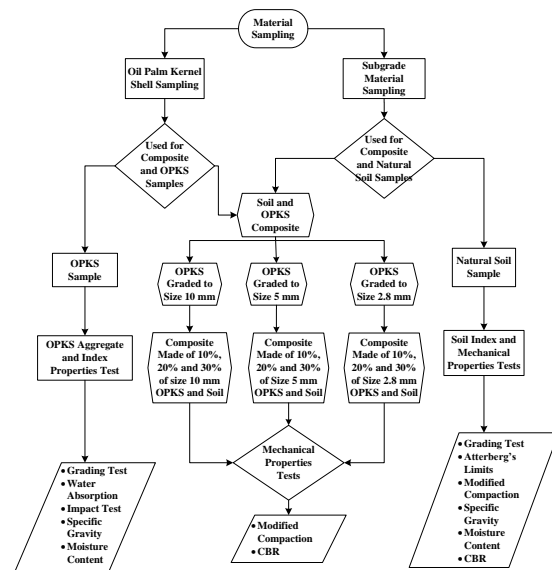 Material
Sampling
Oil Palm Kernel
Shell Sampling
Subgrade
Material
Sampling
Used for
Composite
and OPKS
Samples
Used for
Composite
and Natural
Soil Samples
Soil and
OPKS
Composite
OPKS
Sample
OPKS
Graded to
Size 10 mm
OPKS
Graded to
Size 5 mm
OPKS
Graded to
Size 2.8 mm
Natural Soil
Sample
OPKS Aggregate
and Index
Properties Test
Composite
Made of 10%,
20% and 30%
of Size 10 mm
OPKS and Soil
Composite
Made of 10%,
20% and 30%
of Size 5 mm
OPKS and Soil
Composite
Made of 10%,
20% and 30%
of Size 2.8 mm
OPKS and Soil
Soil Index and
Mechanical
Properties Tests
Mechanical
Properties
Tests
• Grading Test
• Water
Absorption
• Impact Test
• Specific
Gravity
• Moisture
Content
• Modified
Compaction
• CBR
• Grading Test
• Atterberg's
Limits
• Modified
Compaction
• Specific
Gravity
• Moisture
Content
• CBR